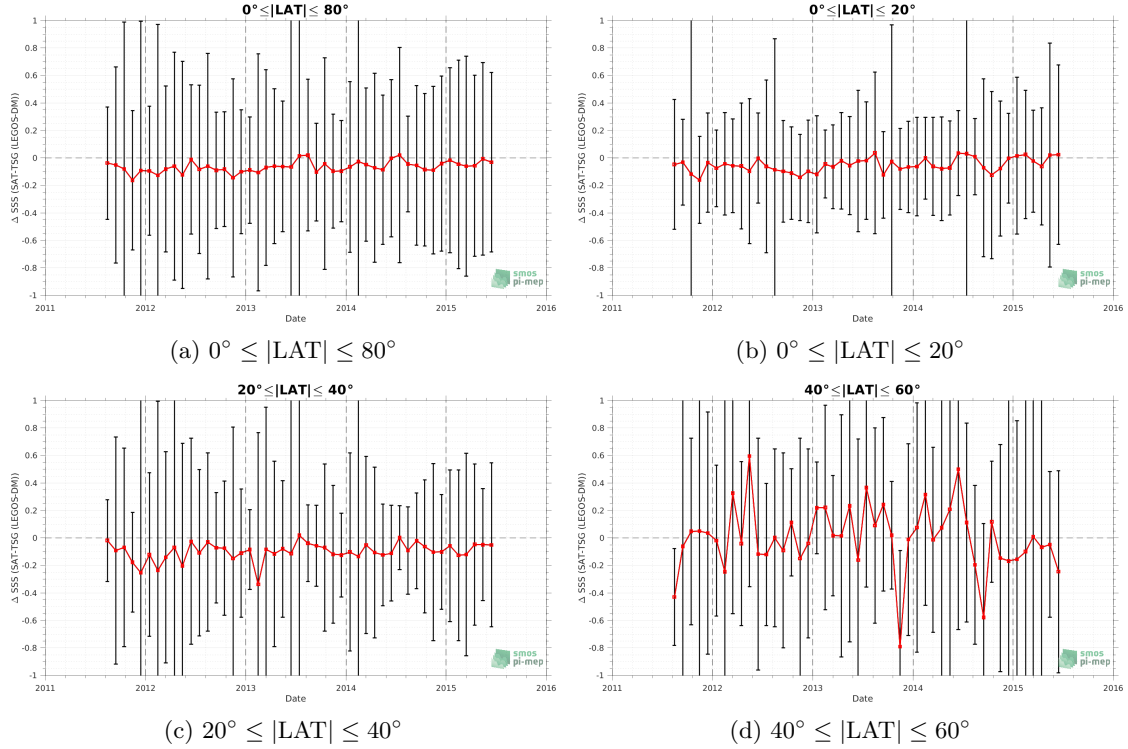 0°≤|LAT|≤ 80°
Δ SSS (SAT-TSG (LEGOS-DM))
1
0.8
0.6
0.4
0.2
0
-0.2
-0.4
-0.6
-0.8
-1
2011 2012 2013 2014 2015 2016
Date
smos
pi-mep
(a) 0° ≤ |LAT| ≤ 80°
0°≤|LAT|≤ 20°
Δ SSS (SAT-TSG (LEGOS-DM))
1
0.8
0.6
0.4
0.2
0
-0.2
-0.4
-0.6
-0.8
-1
2011 2012 2013 2014 2015 2016
Date
smos
pi-mep
(b) 0° ≤ |LAT| ≤ 20°
20°≤|LAT|≤ 40°
Δ SSS (SAT-TSG (LEGOS-DM))
1
0.8
0.6
0.4
0.2
0
-0.2
-0.4
-0.6
-0.8
-1
2011 2012 2013 2014 2015 2016
Date
smos
pi-mep
(c) 20° ≤ |LAT| ≤ 40°
40°≤|LAT|≤ 60°
Δ SSS (SAT-TSG (LEGOS-DM))
1
0.8
0.6
0.4
0.2
0
-0.2
-0.4
-0.6
-0.8
-1
2011 2012 2013 2014 2015 2016
Date
smos
pi-mep
(d) 40° ≤ |LAT| ≤ 60°